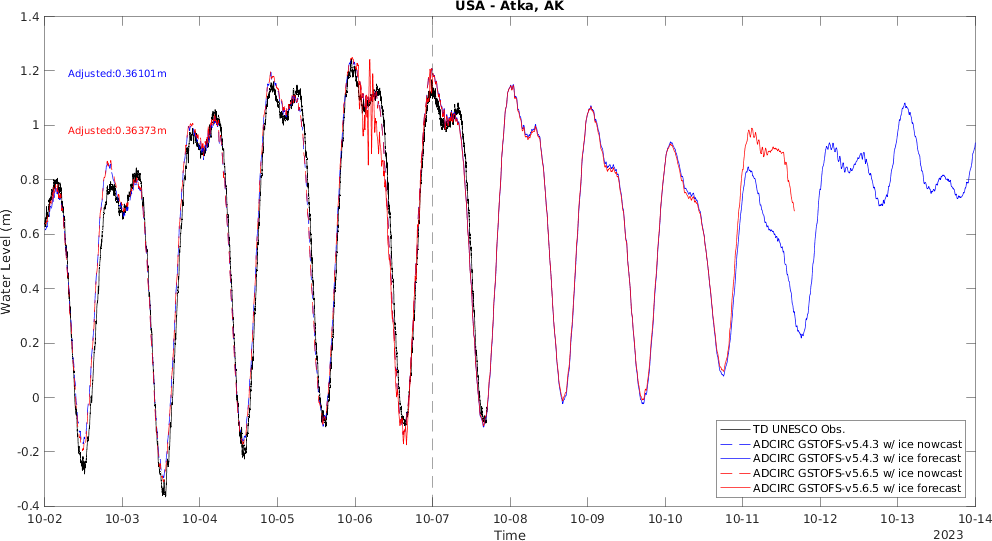 USA - Atka, AK
1.4
1.2
1
0.8
0.6
0.4
0.2
0
-0.2
-0.4
Water Level (m)
Adjusted:0.36101m
Adjusted:0.36373m
TD UNESCO Obs.
ADCIRC GSTOFS-v5.4.3 w/ ice nowcast
ADCIRC GSTOFS-v5.4.3 w/ ice forecast
ADCIRC GSTOFS-v5.6.5 w/ ice nowcast
ADCIRC GSTOFS-v5.6.5 w/ ice forecast
10-02 10-03 10-04 10-05 10-06 10-07 10-08 10-09 10-10 10-11 10-12 10-13 10-14
Time
2023